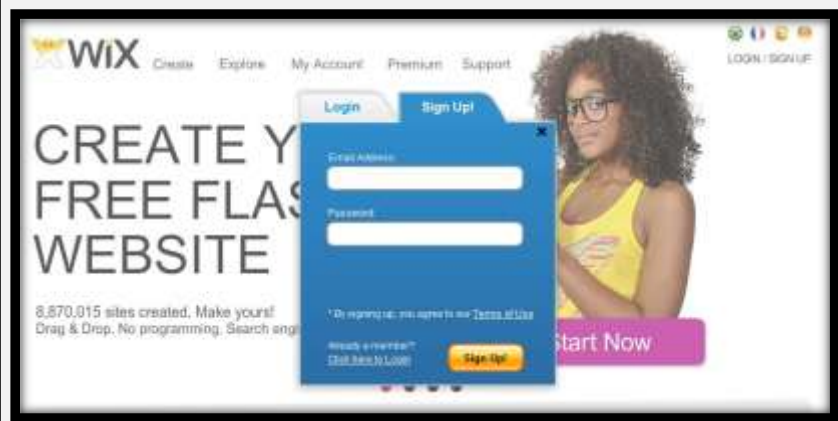 WiX Create Explore My Account Premium Support
LOGIN / SIGN UP
Login Sign Up!
CREATE Y
FREE FLAS
WEBSITE
Email Address:
Password:
8,870,015 sites created. Make yours!
Drag & Drop. No programming. Search engi
* By signing up, you agree to our Terms of Use
Already a member?
Click here to Login
Sign Up!
Start Now